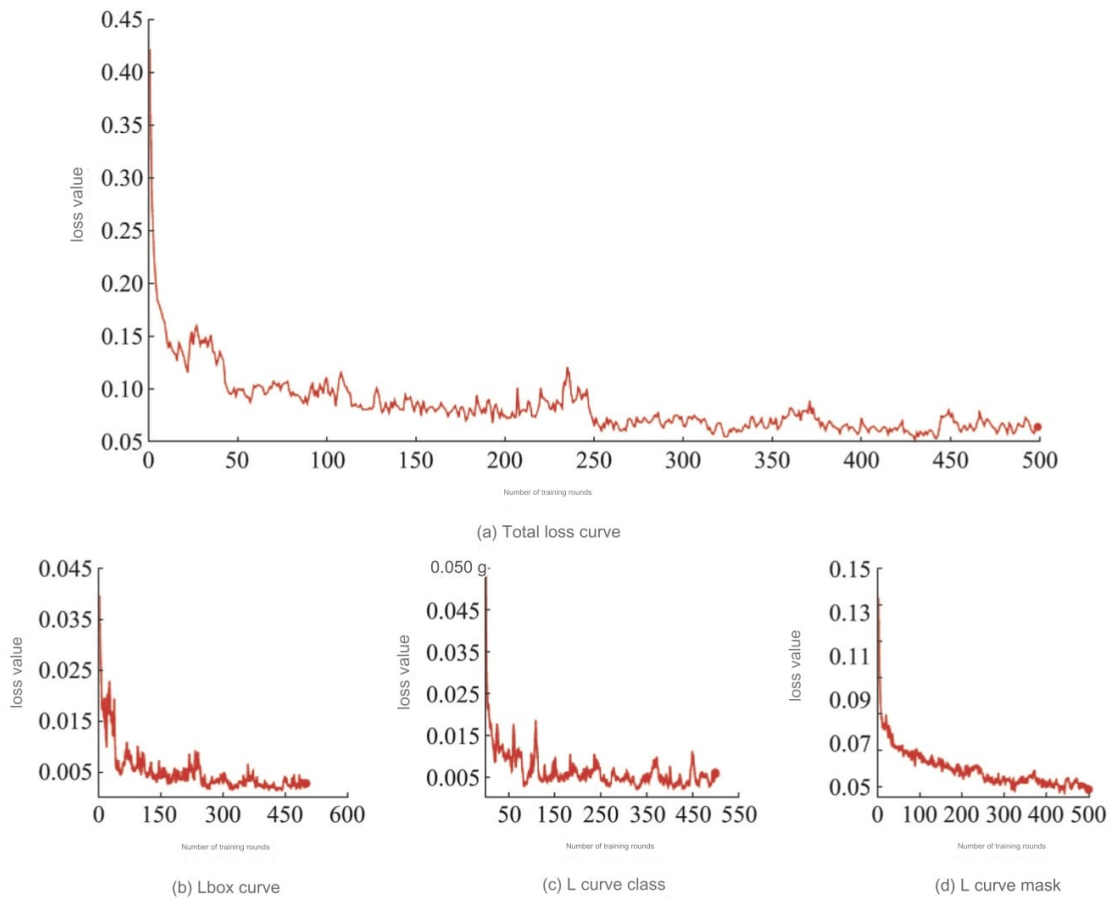 0.45
0.40
0.35
0.30
0.25
0.20
0.15
0.10
0.05
loss value
0 50 100 150 200 250 300 350 400 450 500
Number of training rounds
(a) Total loss curve
0.045
0.035
0.025
0.015
0.005
loss value
0 150 300 450 600
Number of training rounds
(b) Lbox curve
0.050 g
0.045
0.035
0.025
0.015
0.005
loss value
50 150 250 350 450 550
Number of training rounds
(c) L curve class
0.15
0.13
0.11
0.09
0.07
0.05
loss value
0 100 200 300 400 500
Number of training rounds
(d) L curve mask